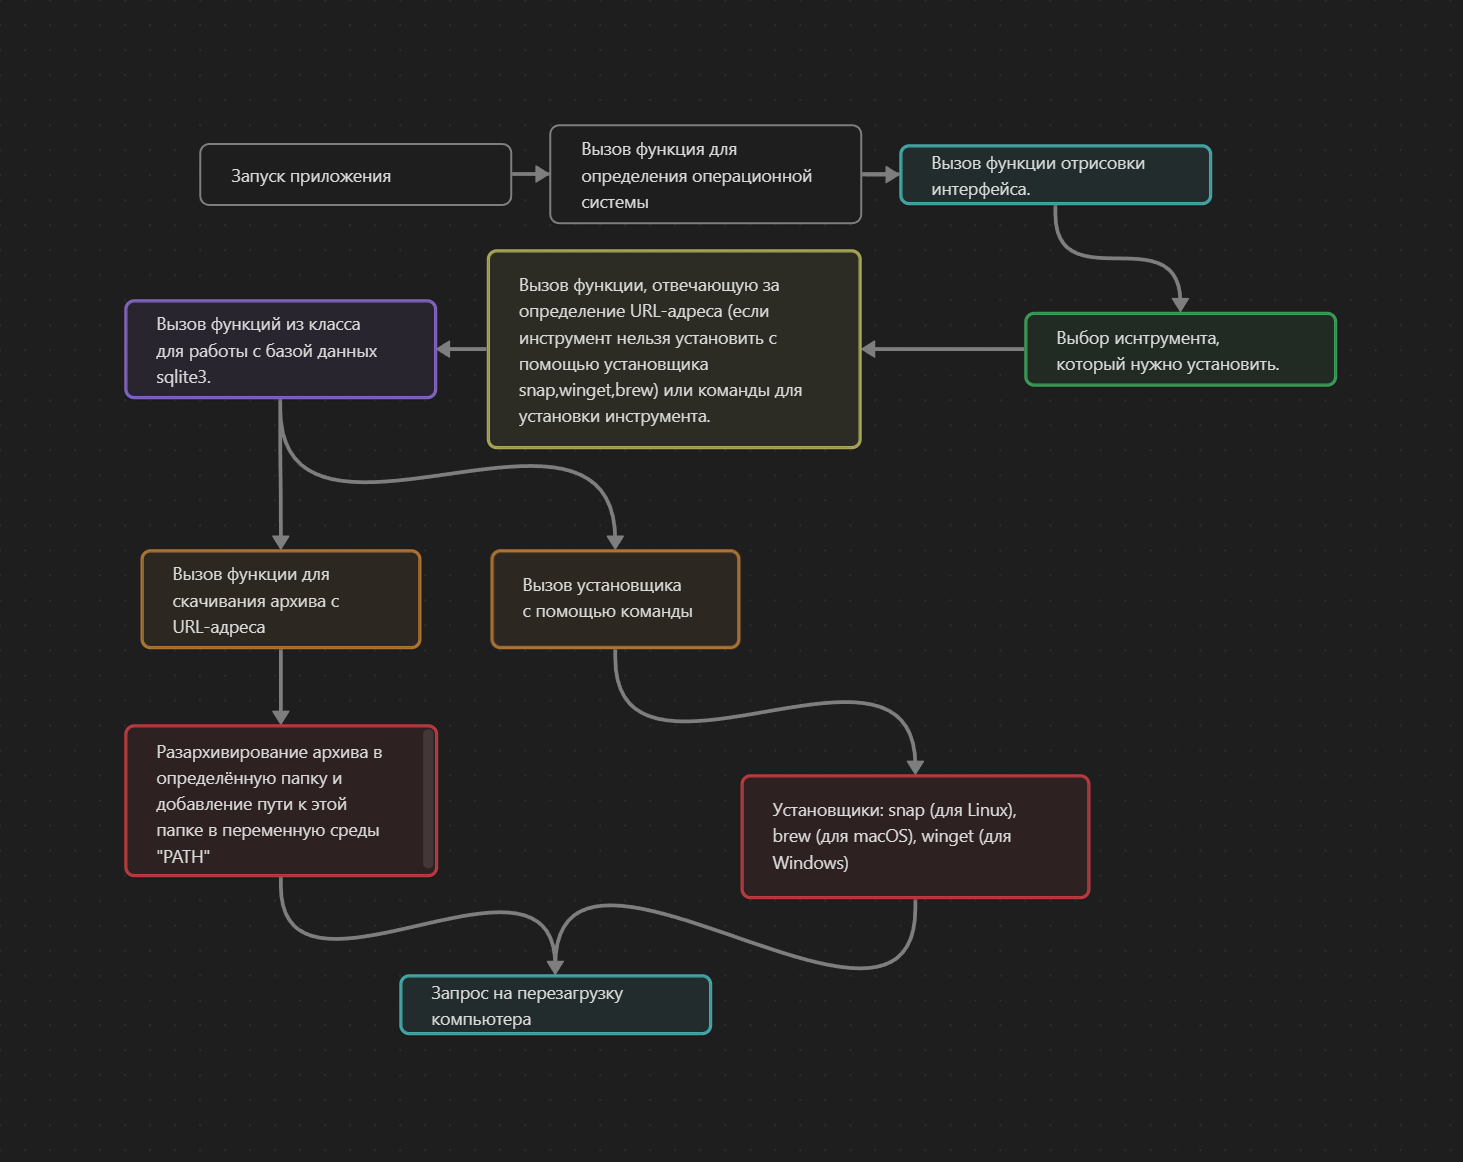 Запуск приложения
Вызов функция для
определения операционной
системы
Вызов функции отрисовки
интерфейса.
Выбор иснтрумента,
который нужно установить.
Вызов функции, отвечающую за
определение URL-адреса (если
инструмент нельзя установить с
помощью установщика
snap,winget,brew) или команды для
установки инструмента.
Вызов функций из класса
для работы с базой данных
sqlite3.
Вызов функции для
скачивания архива с
URL-адреса
Вызов установщика
с помощью команды
Разархивирование архива в
определённую папку и
добавление пути к этой
папке в переменную среды
"PATH"
Установщики: snap (для Linux),
brew (для macOS), winget (для
Windows)
Запрос на перезагрузку
компьютера